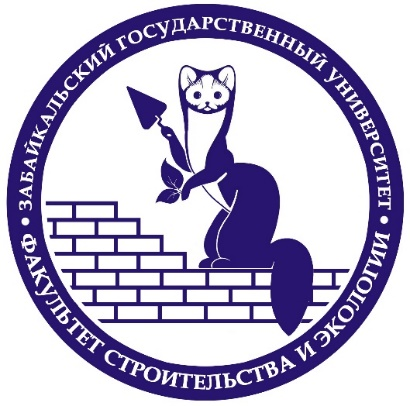 ЗАБАЙКАЛЬСКИЙ ГОСУДАРСТВЕННЫЙ УНИВЕРСИТЕТ
ФАКУЛЬТЕТ СТРОИТЕЛЬСТВА И ЭКОЛОГИИ